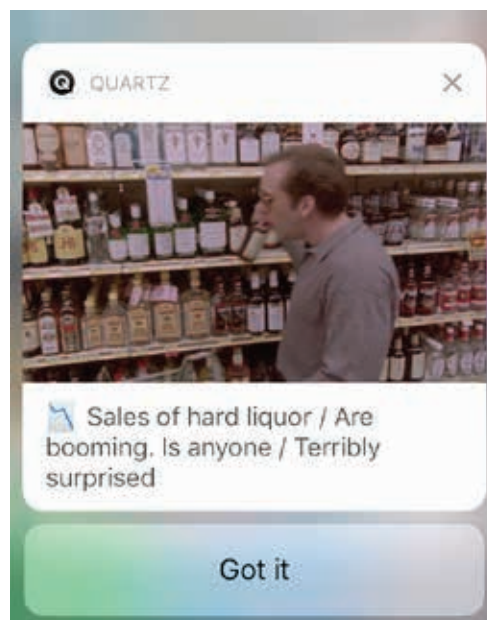 QUARTZ
Sales of hard liquor / Are
booming. Is anyone / Terribly
surprised
Got it